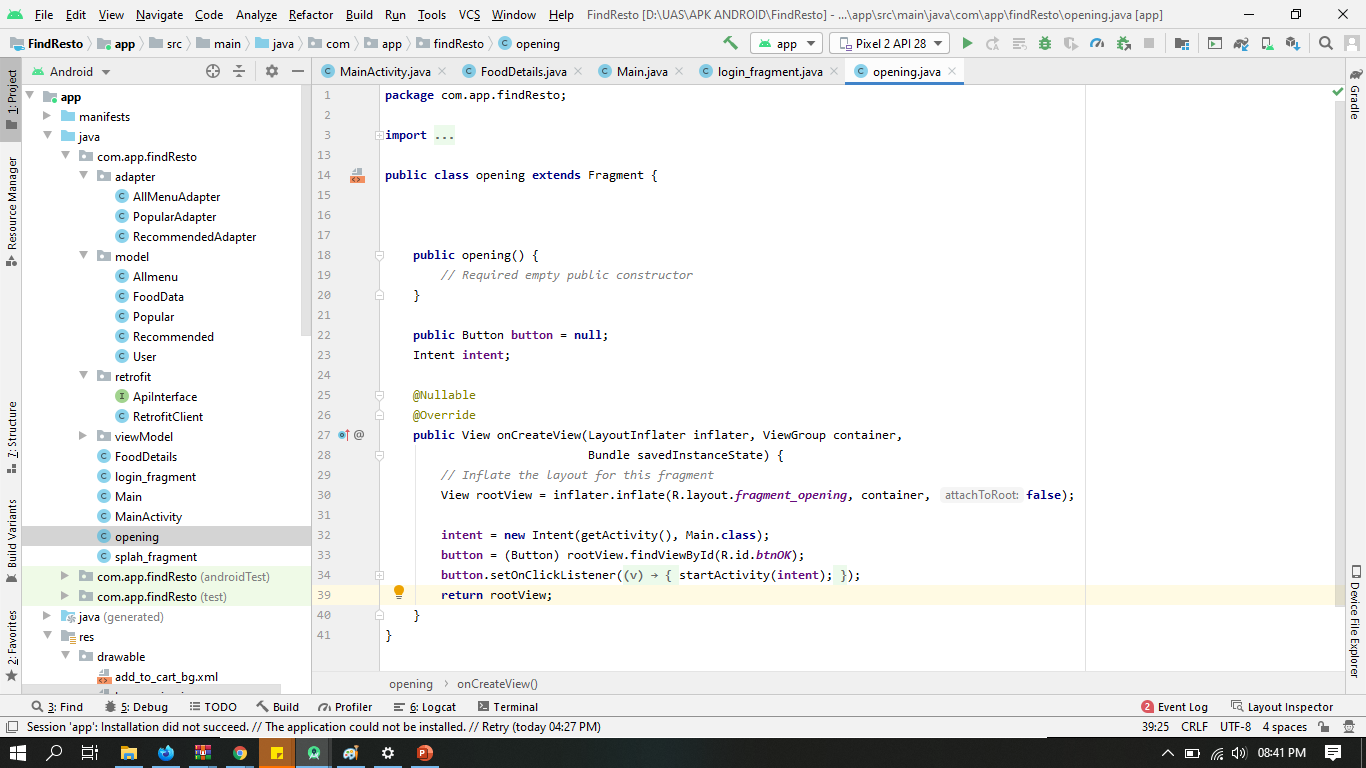 File Edit View Navigate Code Analyze Refactor Build Run Tools VCS Window Help FindResto [D:\UAS\APK ANDROID\FindResto] - ...\app\src\main\java\com\app\findResto\opening.java [app]
FindResto app src main java com app findResto opening app Pixel 2 API 28
Android MainActivity.java FoodDetails.java Main.java login_fragment.java opening.java
1: Project
Resource Manager
7: Structure
Build Variants
2: Favorites
app
manifests
java
com.app.findResto
adapter
AllMenuAdapter
PopularAdapter
RecommendedAdapter
model
Allmenu
FoodData
Popular
Recommended
User
retrofit
ApiInterface
RetrofitClient
viewModel
FoodDetails
login_fragment
Main
MainActivity
opening
splah_fragment
com.app.findResto (androidTest)
com.app.findResto (test)
java (generated)
res
drawable
add_to_cart_bg.xml
1 package com.app.findResto;
2
3 import ...
13
14 public class opening extends Fragment {
15
16
17
18 public opening() {
19 // Required empty public constructor
20 }
21
22 public Button button = null;
23 Intent intent;
24
25 @Nullable
26 @Override
27 @ public View onCreateView(LayoutInflater inflater, ViewGroup container,
28 Bundle savedInstanceState) {
29 // Inflate the layout for this fragment
30 View rootView = inflater.inflate(R.layout.fragment_opening, container, attachToRoot: false);
31
32 intent = new Intent(getActivity(), Main.class);
33 button = (Button) rootView.findViewById(R.id.btnOK);
34 button.setOnClickListener((v) → { startActivity(intent); });
39 return rootView;
40 }
41 }
Gradle
Device File Explorer
opening › onCreateView()
3: Find 5: Debug TODO Build Profiler 6: Logcat Terminal 2 Event Log Layout Inspector
Session 'app': Installation did not succeed. // The application could not be installed. // Retry (today 04:27 PM) 39:25 CRLF UTF-8 4 spaces
08:41 PM